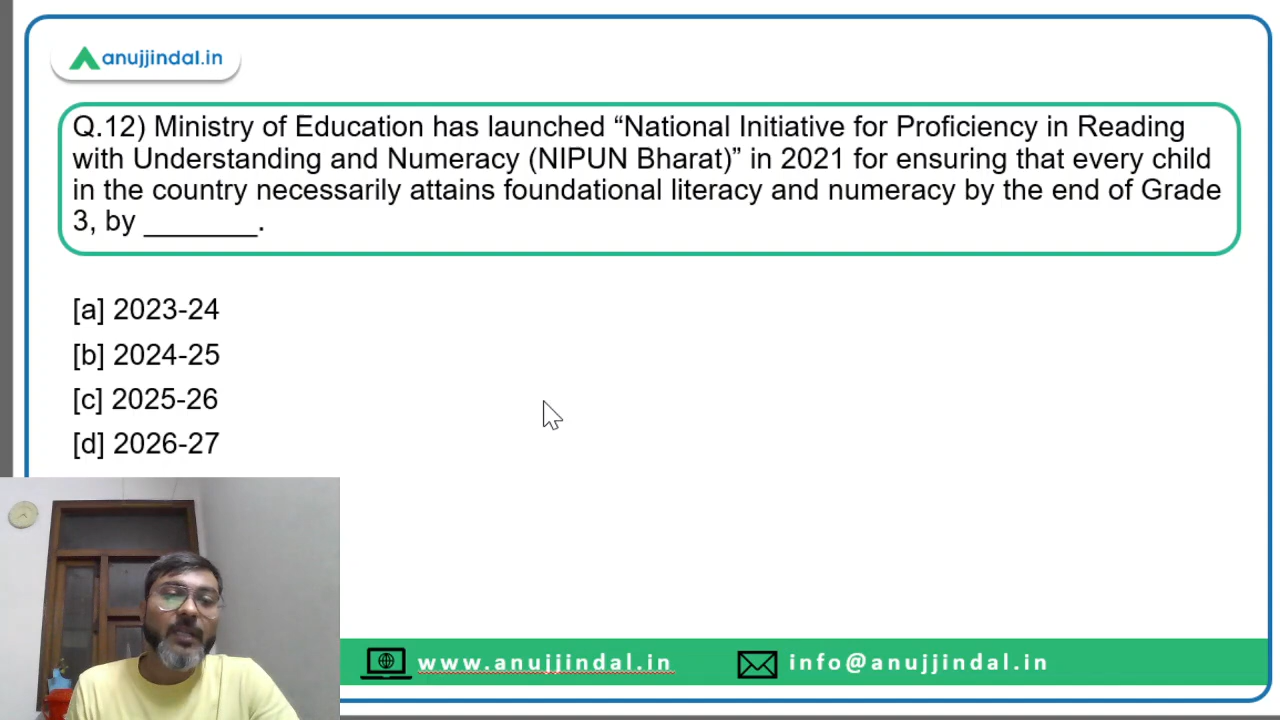 anujjindal.in
Q.12) Ministry of Education has launched “National Initiative for Proficiency in Reading
with Understanding and Numeracy (NIPUN Bharat)” in 2021 for ensuring that every child
in the country necessarily attains foundational literacy and numeracy by the end of Grade
3, by _______.
[a] 2023-24
[b] 2024-25
[c] 2025-26
[d] 2026-27
www.anujjindal.in
info@anujjindal.in